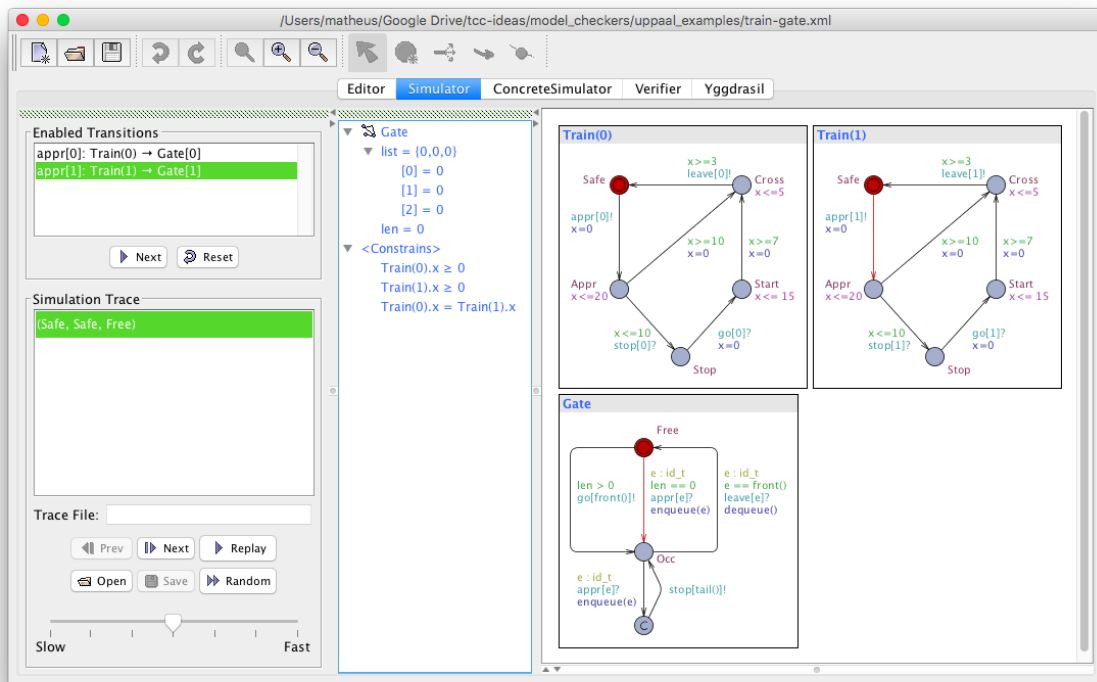 /Users/matheus/Google Drive/tcc-ideas/model_checkers/uppaal_examples/train-gate.xml
Editor
Simulator
ConcreteSimulator
Verifier
Yggdrasil
Enabled Transitions
appr[0]: Train(0) → Gate[0]
appr[1]: Train(1) → Gate[1]
Next
Reset
Simulation Trace
(Safe, Safe, Free)
Trace File:
Prev
Next
Replay
Open
Save
Random
Slow
Fast
Gate
list = {0,0,0}
[0] = 0
[1] = 0
[2] = 0
len = 0
<Constrains>
Train(0).x ≥ 0
Train(1).x ≥ 0
Train(0).x = Train(1).x
Train(0)
x>=3
leave[0]!
Safe
Cross
x<=5
appr[0]!
x=0
x>=10
x=0
x>=7
x=0
Appr
x<=20
Start
x<= 15
x<=10
stop[0]?
go[0]?
x=0
Stop
Train(1)
x>=3
leave[1]!
Safe
Cross
x<=5
appr[1]!
x=0
x>=10
x=0
x>=7
x=0
Appr
x<=20
Start
x<= 15
x<=10
stop[1]?
go[1]?
x=0
Stop
Gate
Free
len > 0
go[front()]!
e : id_t
len == 0
appr[e]?
enqueue(e)
e : id_t
e == front()
leave[e]?
dequeue()
Occ
e : id_t
appr[e]?
enqueue(e)
stop[tail()]!
C